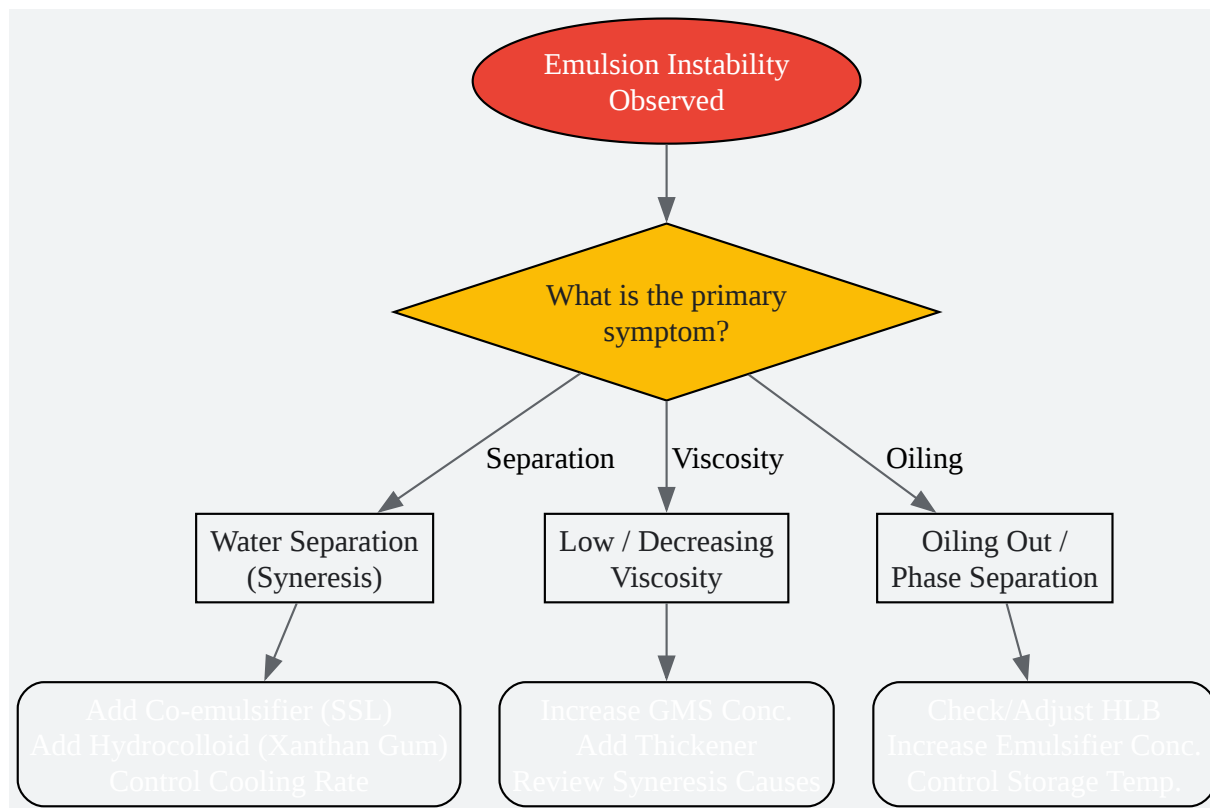 Emulsion Instability
Observed
What is the primary
symptom?
Separation
Viscosity
Oiling
Water Separation
(Syneresis)
Low / Decreasing
Viscosity
Oiling Out /
Phase Separation
Add Co-emulsifier (SSL)
Add Hydrocolloid (Xanthan Gum)
Control Cooling Rate
Increase GMS Conc.
Add Thickener
Review Syneresis Causes
Check/Adjust HLB
Increase Emulsifier Conc.
Control Storage Temp.